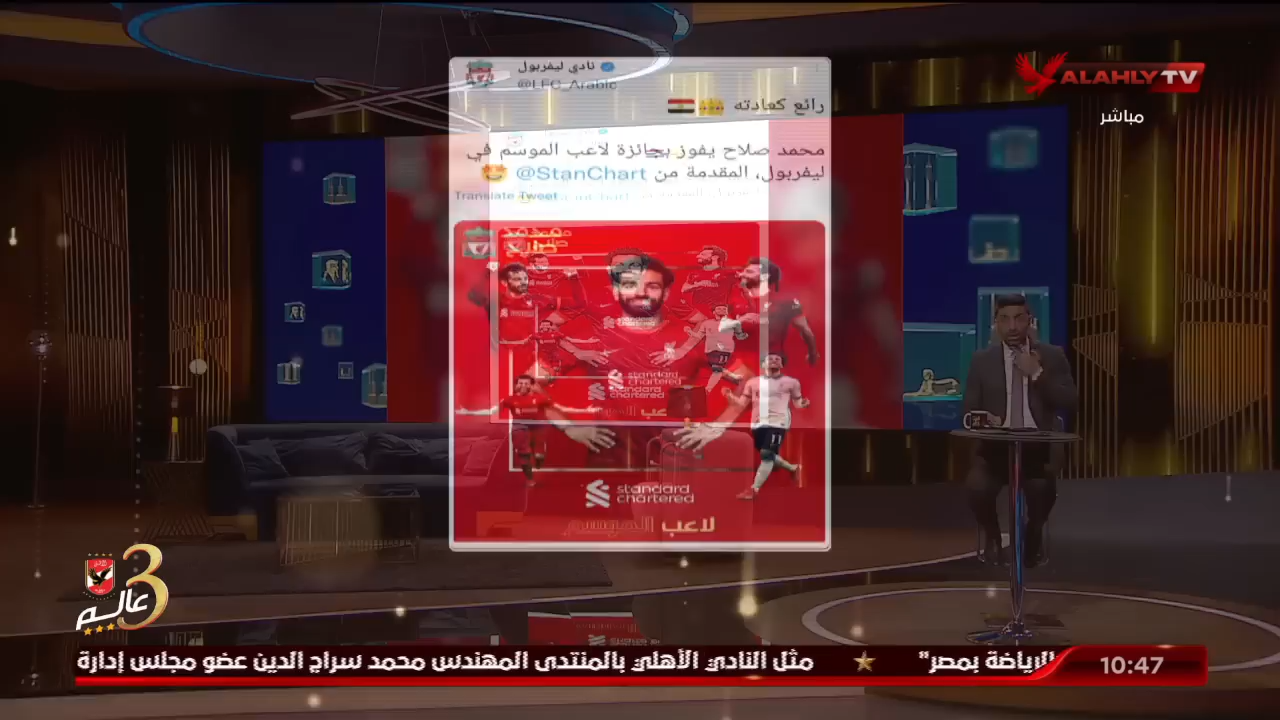 نادي ليفربول
@LFC_Arabic
رائع كعادته
محمد صلاح يفوز بجائزة لاعب الموسم في
ليفربول، المقدمة من StanChart@
Translate Tweet
ALAHLY TV
مباشر
محمد
صلاح
standard
chartered
standard
chartered
لاعب الموسم
3
عالم
الرياضة بمصر" ★ مثل النادي الأهلي بالمنتدى المهندس محمد سراج الدين عضو مجلس إدارة
10:47